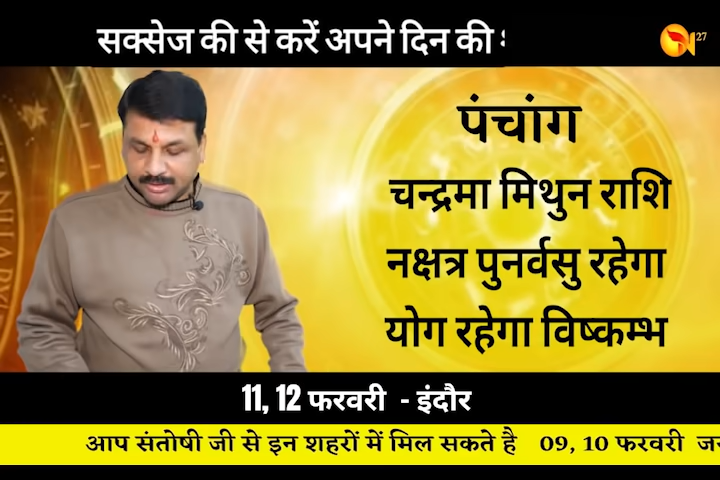 सक्सेज की से करें अपने दिन की
27
पंचांग
चन्द्रमा मिथुन राशि
नक्षत्र पुनर्वसु रहेगा
योग रहेगा विष्कम्भ
11, 12 फरवरी - इंदौर
आप संतोषी जी से इन शहरों में मिल सकते है 09, 10 फरवरी